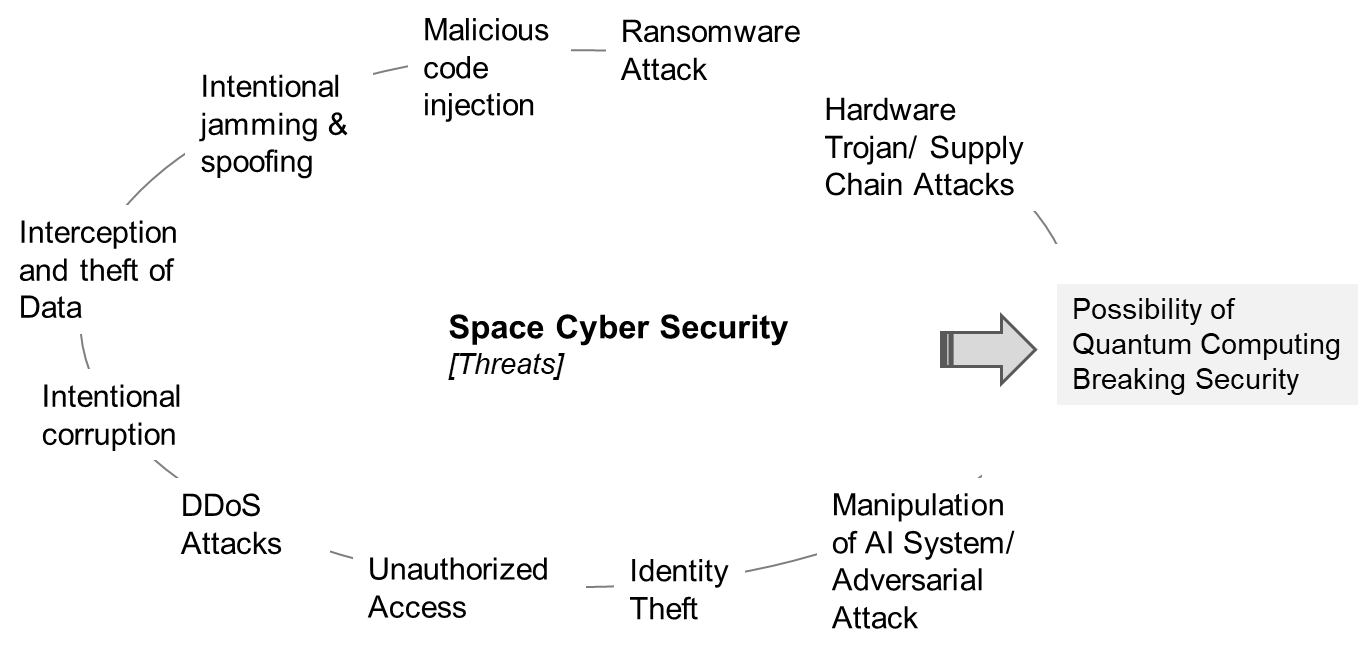 Malicious
code
injection
Ransomware
Attack
Intentional
jamming &
spoofing
Hardware
Trojan/ Supply
Chain Attacks
Interception
and theft of
Data
Space Cyber Security
[Threats]
Possibility of
Quantum Computing
Breaking Security
Intentional
corruption
DDoS
Attacks
Unauthorized
Access
Identity
Theft
Manipulation
of AI System/
Adversarial
Attack